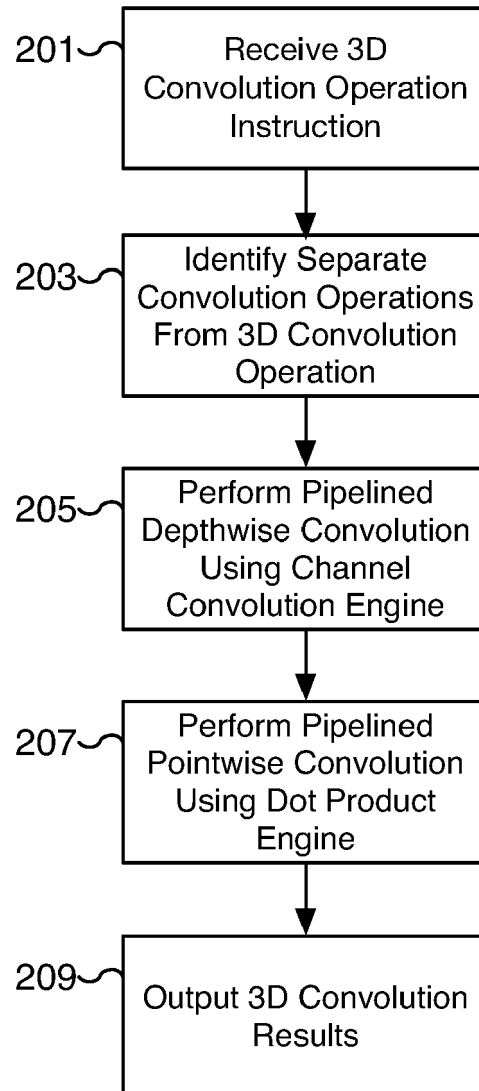 201
Receive 3D
Convolution Operation
Instruction
203
Identify Separate
Convolution Operations
From 3D Convolution
Operation
205
Perform Pipelined
Depthwise Convolution
Using Channel
Convolution Engine
207
Perform Pipelined
Pointwise Convolution
Using Dot Product
Engine
209
Output 3D Convolution
Results